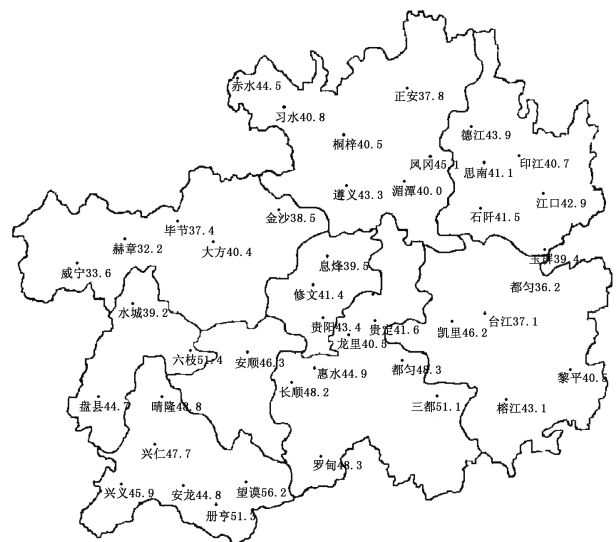 赤水44.5
正安37.8
习水40.8
德江43.9
桐梓40.5
凤冈45.1
思南41.1
印江40.7
遵义43.3
湄潭40.0
江口42.9
金沙38.5
石阡41.5
毕节37.4
赫章32.2
大方40.4
玉屏39.4
威宁33.6
息烽39.5
修文41.4
都匀36.2
水城39.2
贵阳43.4
贵定41.6
凯里46.2
台江37.1
龙里40.5
六枝51.4
安顺46.3
惠水44.9
都匀48.3
黎平40.5
盘县44.7
晴隆48.8
长顺48.2
三都51.1
榕江43.1
兴仁47.7
罗甸48.3
兴义45.9
安龙44.8
望谟56.2
册亨51.3